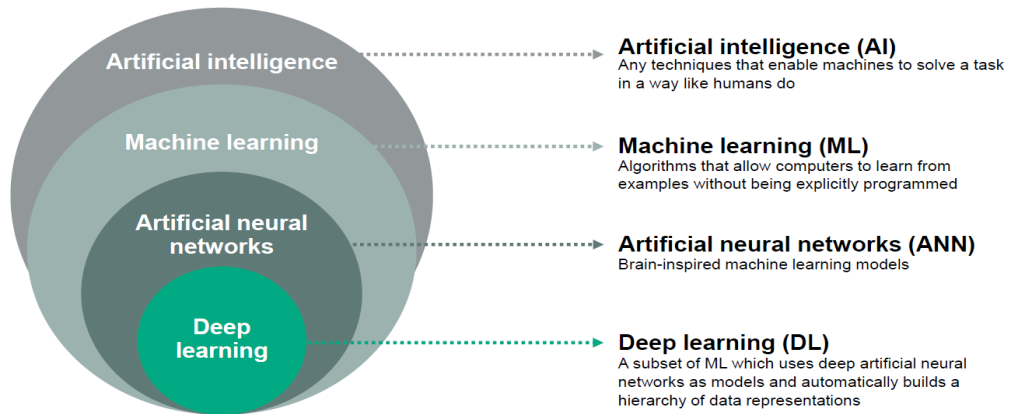 Artificial intelligence
Machine learning
Artificial neural
networks
Deep
learning
Artificial intelligence (AI)
Any techniques that enable machines to solve a task
in a way like humans do
Machine learning (ML)
Algorithms that allow computers to learn from
examples without being explicitly programmed
Artificial neural networks (ANN)
Brain-inspired machine learning models
Deep learning (DL)
A subset of ML which uses deep artificial neural
networks as models and automatically builds a
hierarchy of data representations